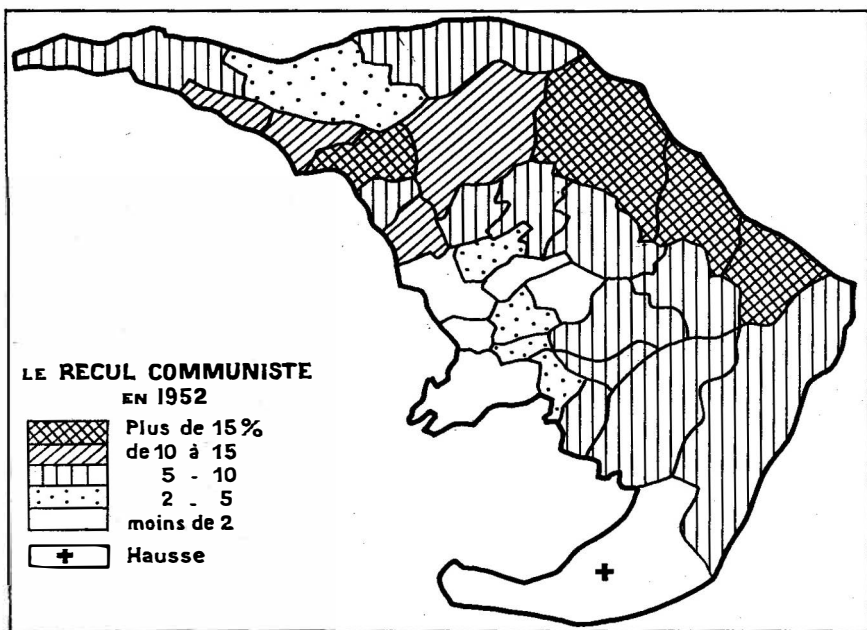 LE RECUL COMMUNISTE
EN 1952
Plus de 15%
de 10 à 15
5 - 10
2 - 5
moins de 2
Hausse